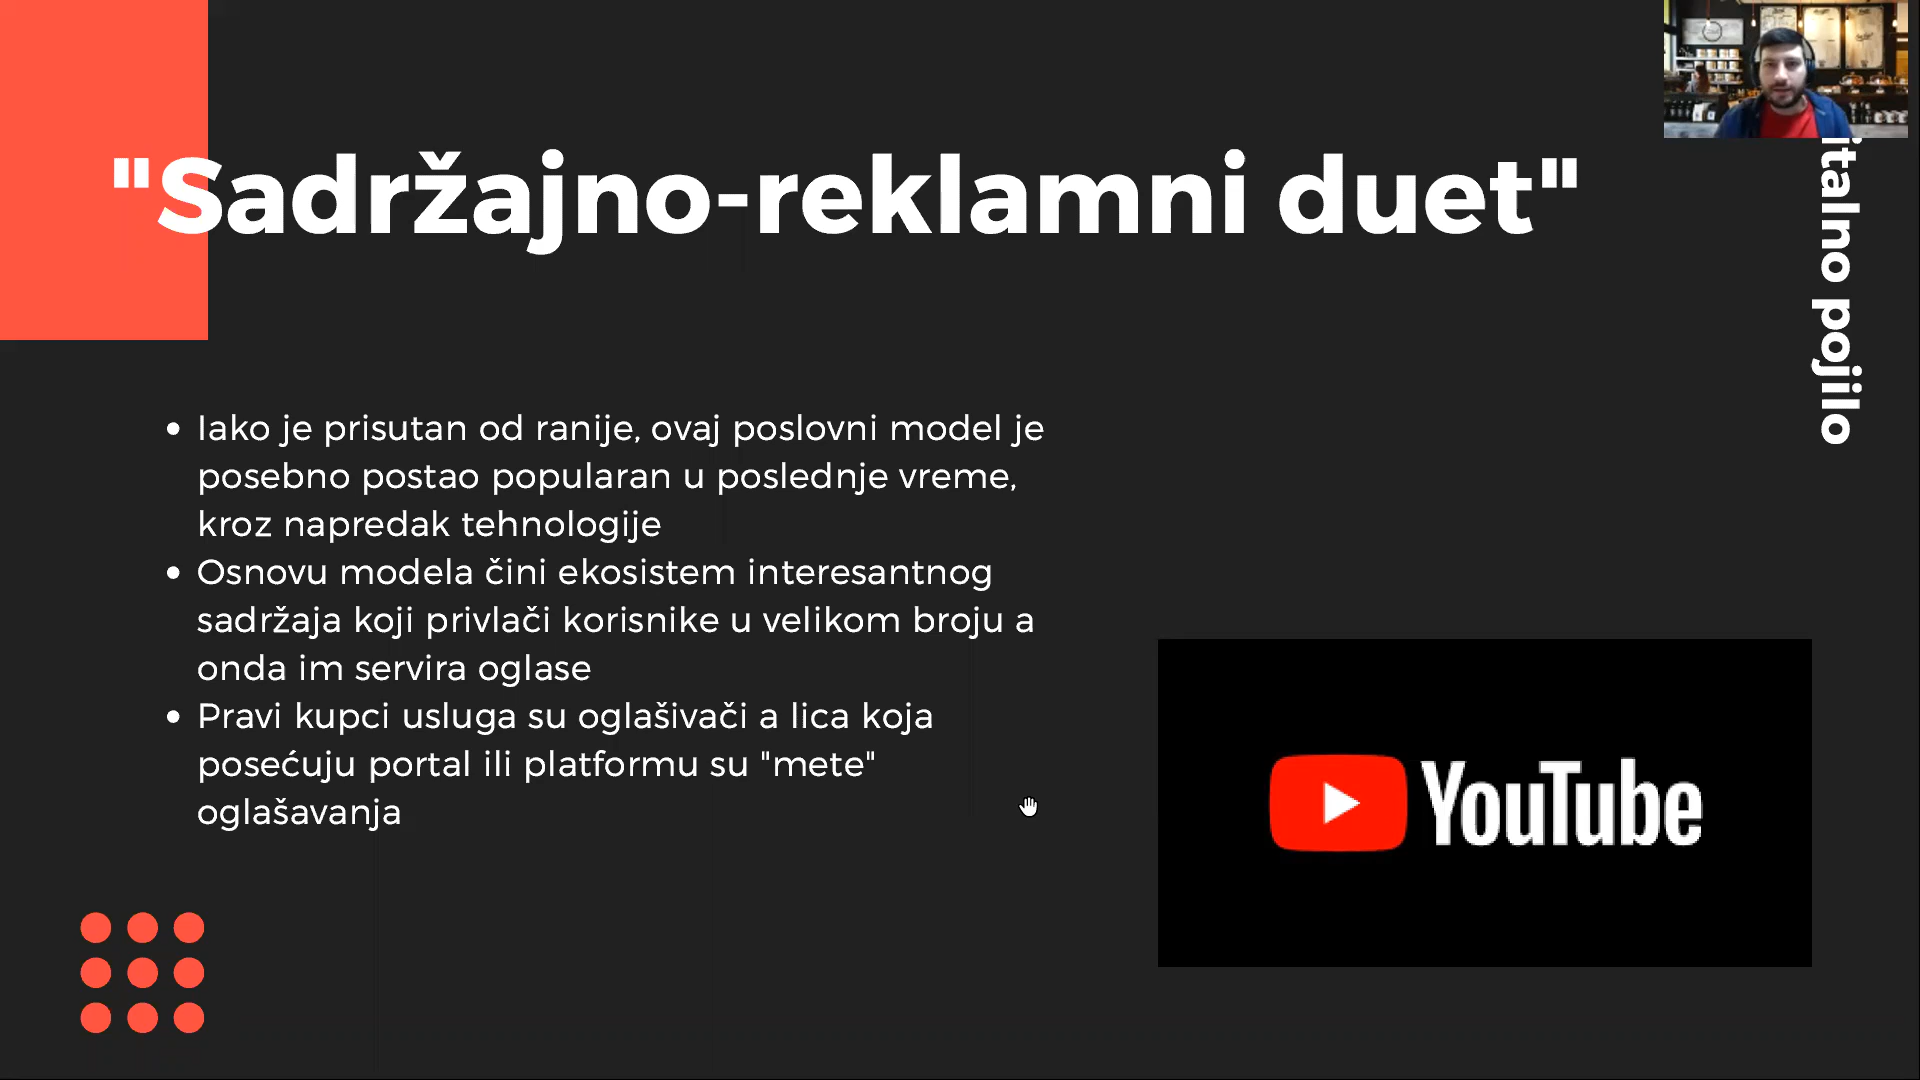 "Sadržajno-reklamni duet"
italno pojilo
Iako je prisutan od ranije, ovaj poslovni model je
posebno postao popularan u poslednje vreme,
kroz napredak tehnologije
Osnovu modela čini ekosistem interesantnog
sadržaja koji privlači korisnike u velikom broju a
onda im servira oglase
Pravi kupci usluga su oglašivači a lica koja
posećuju portal ili platformu su "mete"
oglašavanja
YouTube